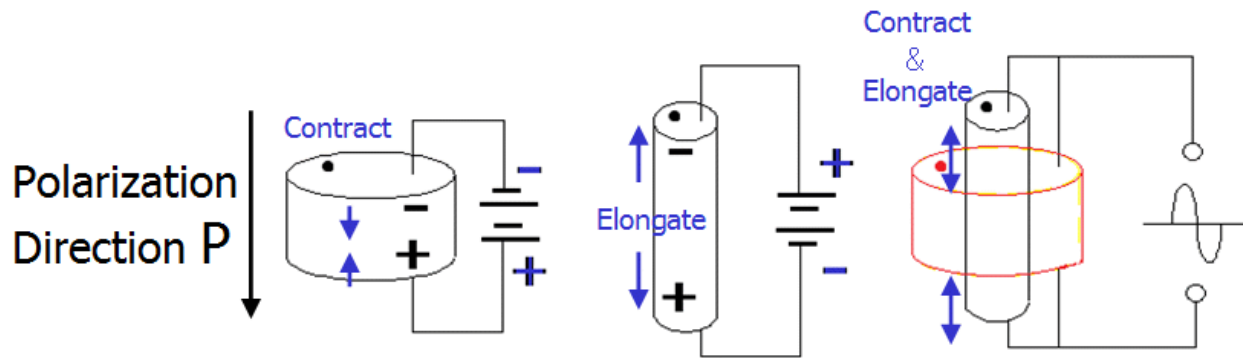 Polarization
Direction P
Contract
-
-
+
+
Elongate
-
+
+
-
Contract
&
Elongate